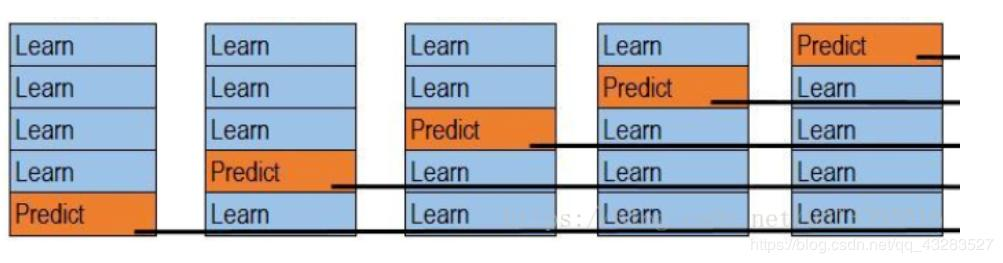 Learn Learn Learn Learn Predict
Learn Learn Learn Predict Learn
Learn Learn Predict Learn Learn
Learn Predict Learn Learn Learn
Predict Learn Learn Learn Learn
https://blog.csdn.net/qq_43283527